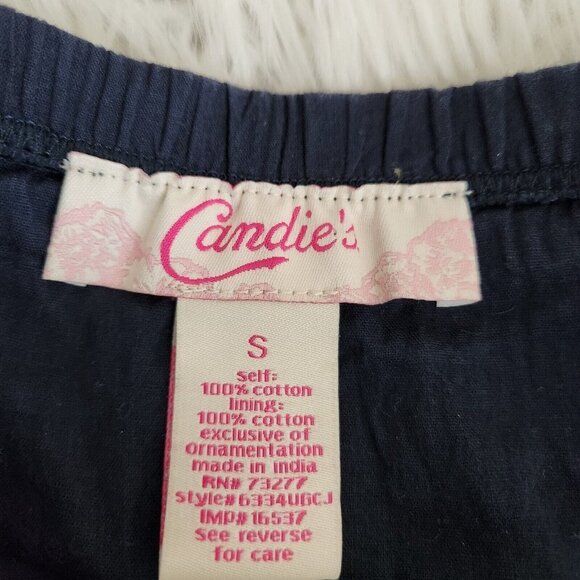 Candie's
S
self:
100% cotton
lining:
100% cotton
exclusive of
ornamentation
made in india
RN# 73277
style#6334UGCJ
IMP#16537
see reverse
for care